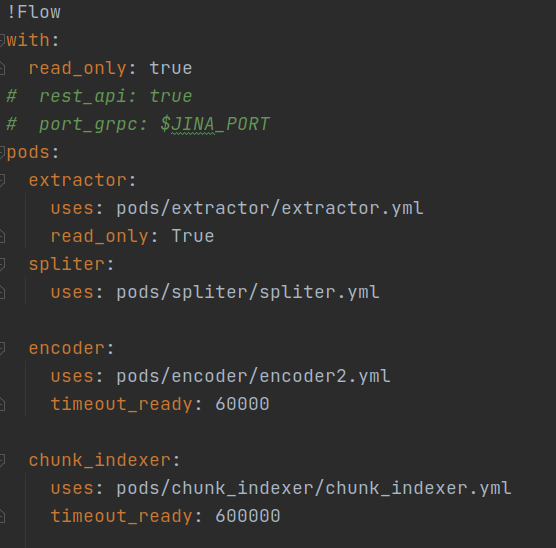 !Flow
with:
  read_only: true
#  rest_api: true
#  port_grpc: $JINA_PORT
pods:
  extractor:
    uses: pods/extractor/extractor.yml
    read_only: True
  spliter:
    uses: pods/spliter/spliter.yml

  encoder:
    uses: pods/encoder/encoder2.yml
    timeout_ready: 60000

  chunk_indexer:
    uses: pods/chunk_indexer/chunk_indexer.yml
    timeout_ready: 600000